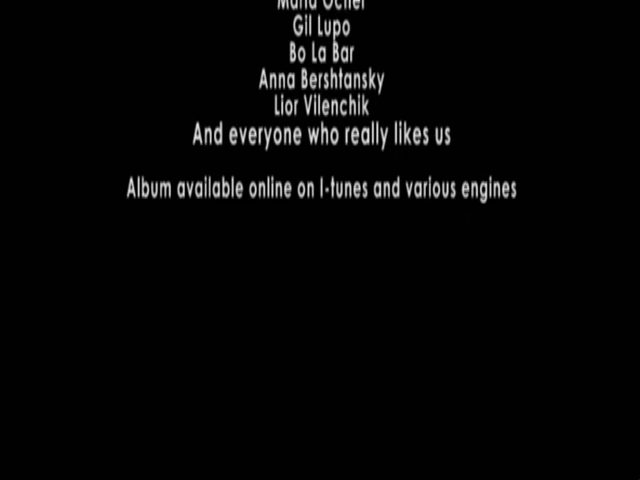 Gil Lupo
Bo La Bar
Anna Bershtansky
Lior Vilenchik
And everyone who really likes us
Album available online on I-tunes and various engines